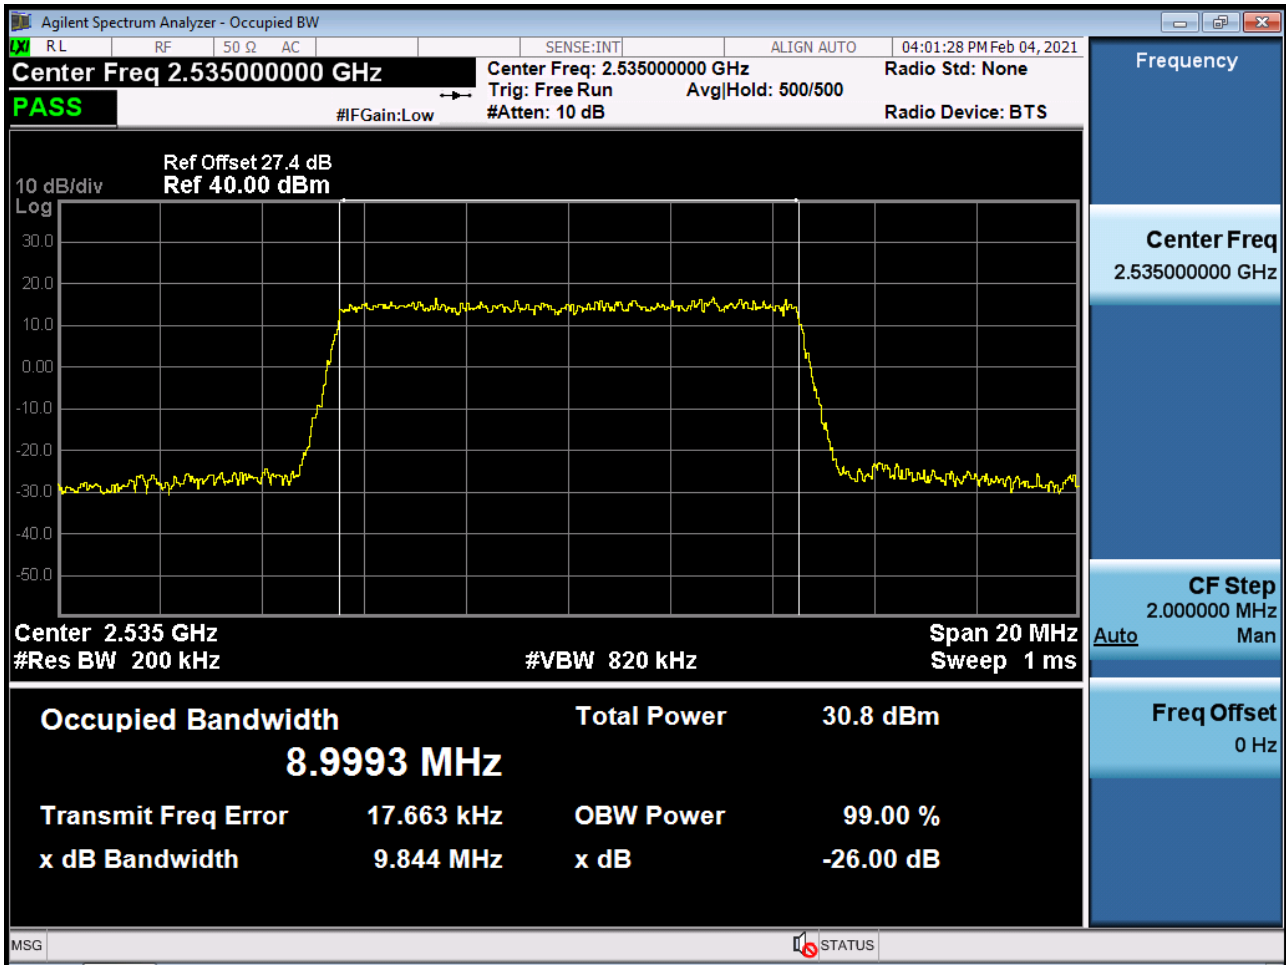 Agilent Spectrum Analyzer - Occupied BW
LXI RL RF 50 Ω AC SENSE:INT ALIGN AUTO 04:01:28 PM Feb 04, 2021
Center Freq 2.535000000 GHz
Center Freq: 2.535000000 GHz Radio Std: None
Trig: Free Run Avg|Hold: 500/500
PASS
#IFGain:Low #Atten: 10 dB Radio Device: BTS
Ref Offset 27.4 dB
10 dB/div Ref 40.00 dBm
Log
30.0
20.0
10.0
0.00
-10.0
-20.0
-30.0
-40.0
-50.0
Center 2.535 GHz Span 20 MHz
#Res BW 200 kHz #VBW 820 kHz Sweep 1 ms
Occupied Bandwidth Total Power 30.8 dBm
8.9993 MHz
Transmit Freq Error 17.663 kHz OBW Power 99.00 %
x dB Bandwidth 9.844 MHz x dB -26.00 dB
MSG STATUS
Frequency
Center Freq
2.535000000 GHz
CF Step
2.000000 MHz
Auto Man
Freq Offset
0 Hz